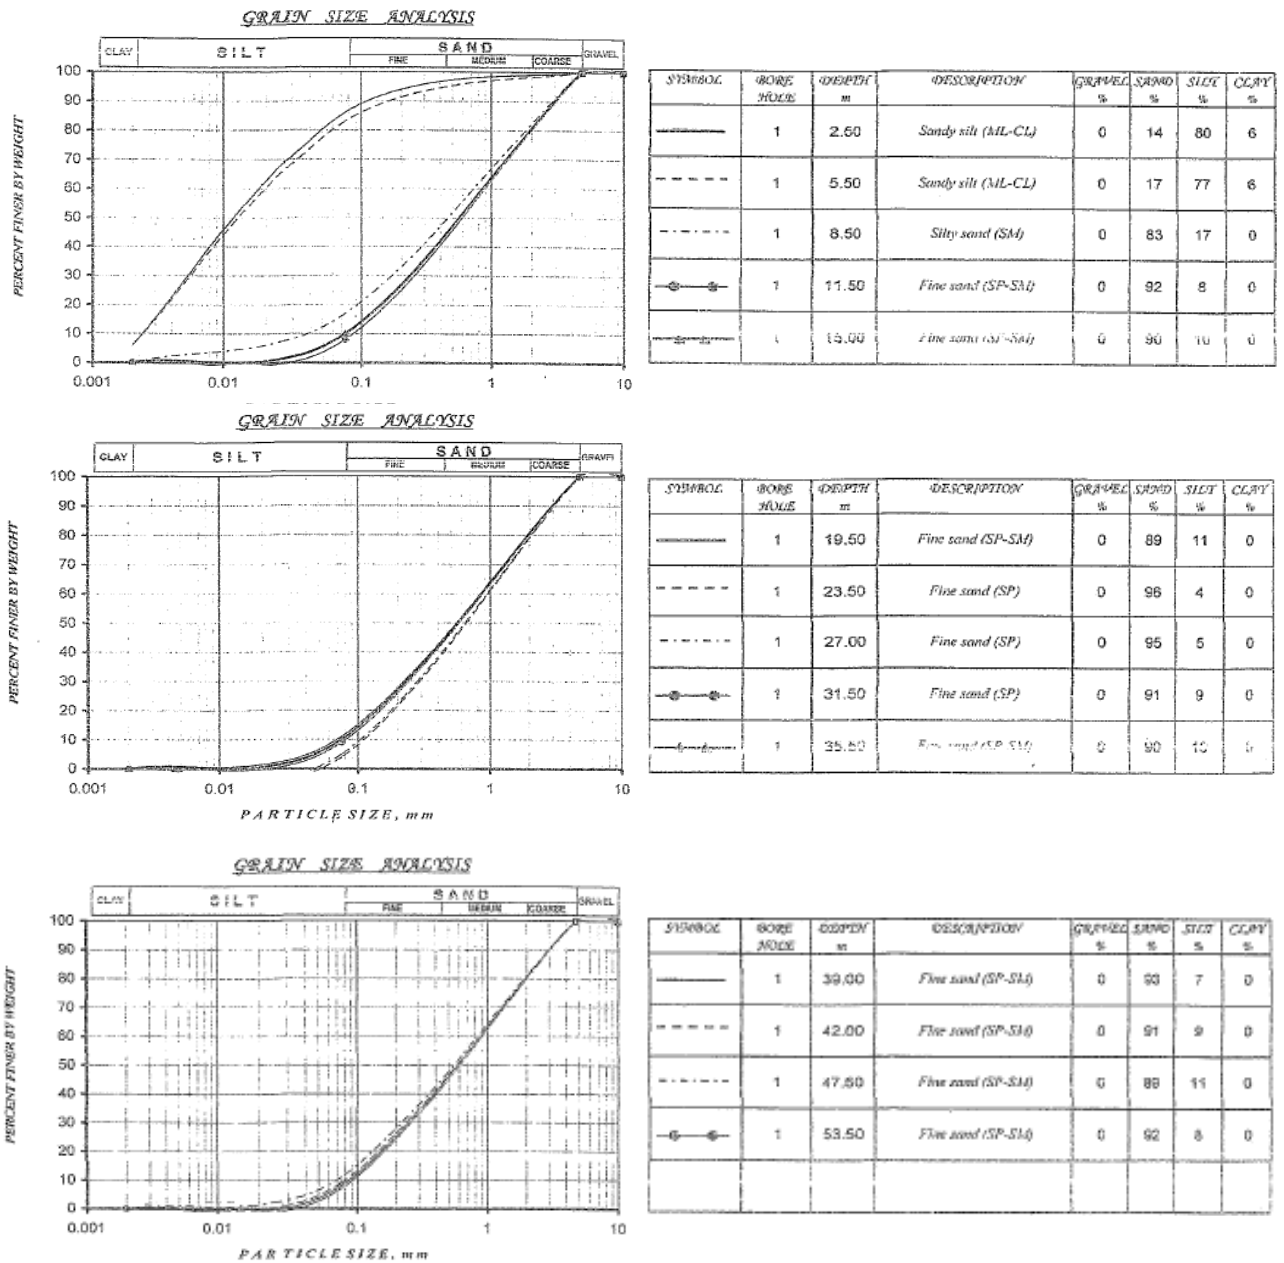 GRAIN SIZE ANALYSIS
CLAY SILT SAND GRAVEL
FINE MEDIUM COARSE
PERCENT FINER BY WEIGHT
100
90
80
70
60
50
40
30
20
10
0
0.001 0.01 0.1 1 10
SYMBOL BORE HOLE DEPTH m DESCRIPTION GRAVEL % SAND % SILT % CLAY %
1 2.50 Sandy silt (ML-CL) 0 14 80 6
1 5.50 Sandy silt (ML-CL) 0 17 77 6
1 8.50 Silty sand (SM) 0 83 17 0
1 11.50 Fine sand (SP-SM) 0 92 8 0
1 15.00 Fine sand (SP-SM) 0 90 10 0
GRAIN SIZE ANALYSIS
CLAY SILT SAND GRAVEL
FINE MEDIUM COARSE
PERCENT FINER BY WEIGHT
100
90
80
70
60
50
40
30
20
10
0
0.001 0.01 0.1 1 10
PARTICLE SIZE, mm
SYMBOL BORE HOLE DEPTH m DESCRIPTION GRAVEL % SAND % SILT % CLAY %
1 19.50 Fine sand (SP-SM) 0 89 11 0
1 23.50 Fine sand (SP) 0 96 4 0
1 27.00 Fine sand (SP) 0 95 5 0
1 31.50 Fine sand (SP) 0 91 9 0
1 35.50 Fine sand (SP-SM) 0 90 10 0
GRAIN SIZE ANALYSIS
CLAY SILT SAND GRAVEL
FINE MEDIUM COARSE
PERCENT FINER BY WEIGHT
100
90
80
70
60
50
40
30
20
10
0
0.001 0.01 0.1 1 10
PARTICLE SIZE, mm
SYMBOL BORE HOLE DEPTH m DESCRIPTION GRAVEL % SAND % SILT % CLAY %
1 39.00 Fine sand (SP-SM) 0 93 7 0
1 42.00 Fine sand (SP-SM) 0 91 9 0
1 47.50 Fine sand (SP-SM) 0 89 11 0
1 53.50 Fine sand (SP-SM) 0 92 8 0